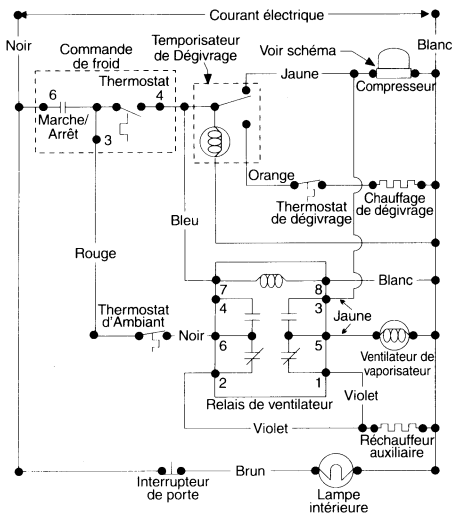 Courant électrique
Noir
Blanc
Commande
de froid
Temporisateur
de Dégivrage
Voir schéma
Thermostat
Jaune
Compresseur
6
4
Marche/
Arrêt
3
Orange
Thermostat
de dégivrage
Chauffage
de dégivrage
Bleu
Rouge
7
8
Blanc
4
3
Thermostat
d'Ambiant
Noir
Jaune
6
5
Ventilateur de
vaporisateur
2
1
Violet
Relais de ventilateur
Violet
Réchauffeur
auxiliaire
Brun
Interrupteur
de porte
Lampe
intérieure